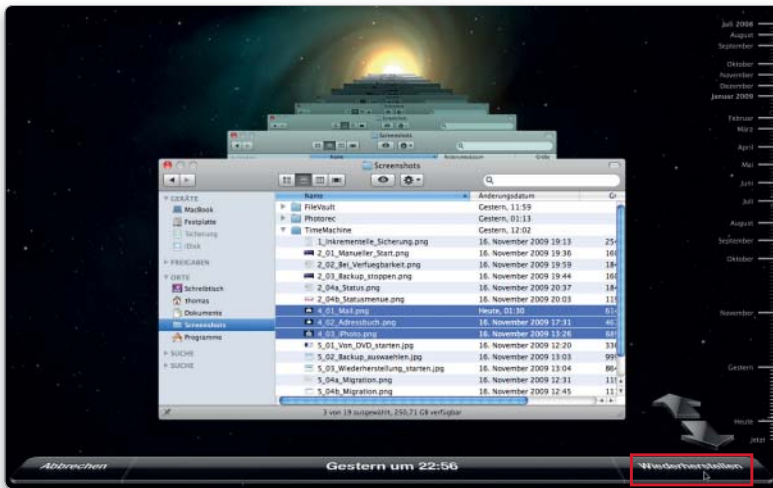 Juli 2008
August
September
Oktober
November
Dezember
Januar 2009
Februar
März
April
Mai
Juni
Juli
August
September
Oktober
November
Gestern
Heute
Jetzt
Screenshots
Screenshots
Name Änderungsdatum
GERÄTE
MacBook
Festplatte
Sicherung
iDisk
FREIGABEN
ORTE
Schreibtisch
thomas
Dokumente
Screenshots
Programme
SUCHE
SUCHE
FileVault Gestern, 11:59
Photorec Gestern, 01:13
TimeMachine Gestern, 12:02
1_Inkrementelle_Sicherung.png 16. November 2009 19:13
2_01_Manueller_Start.png 16. November 2009 19:36
2_02_Bei_Verfuegbarkeit.png 16. November 2009 19:59
2_03_Backup_stoppen.png 16. November 2009 19:44
2_04a_Status.png 16. November 2009 20:37
2_04b_Statusmenue.png 16. November 2009 20:03
4_01_Mail.png Heute, 01:30
4_02_Adressbuch.png 16. November 2009 17:31
4_03_iPhoto.png 16. November 2009 13:26
5_01_Von_DVD_starten.jpg 16. November 2009 12:20
5_02_Backup_auswaehlen.jpg 16. November 2009 13:03
5_03_Wiederherstellung_starten.jpg 16. November 2009 13:04
5_04a_Migration.png 16. November 2009 12:31
5_04b_Migration.png 16. November 2009 12:45
3 von 19 ausgewählt, 250,71 GB verfügbar
Abbrechen
Gestern um 22:56
Wiederherstellen